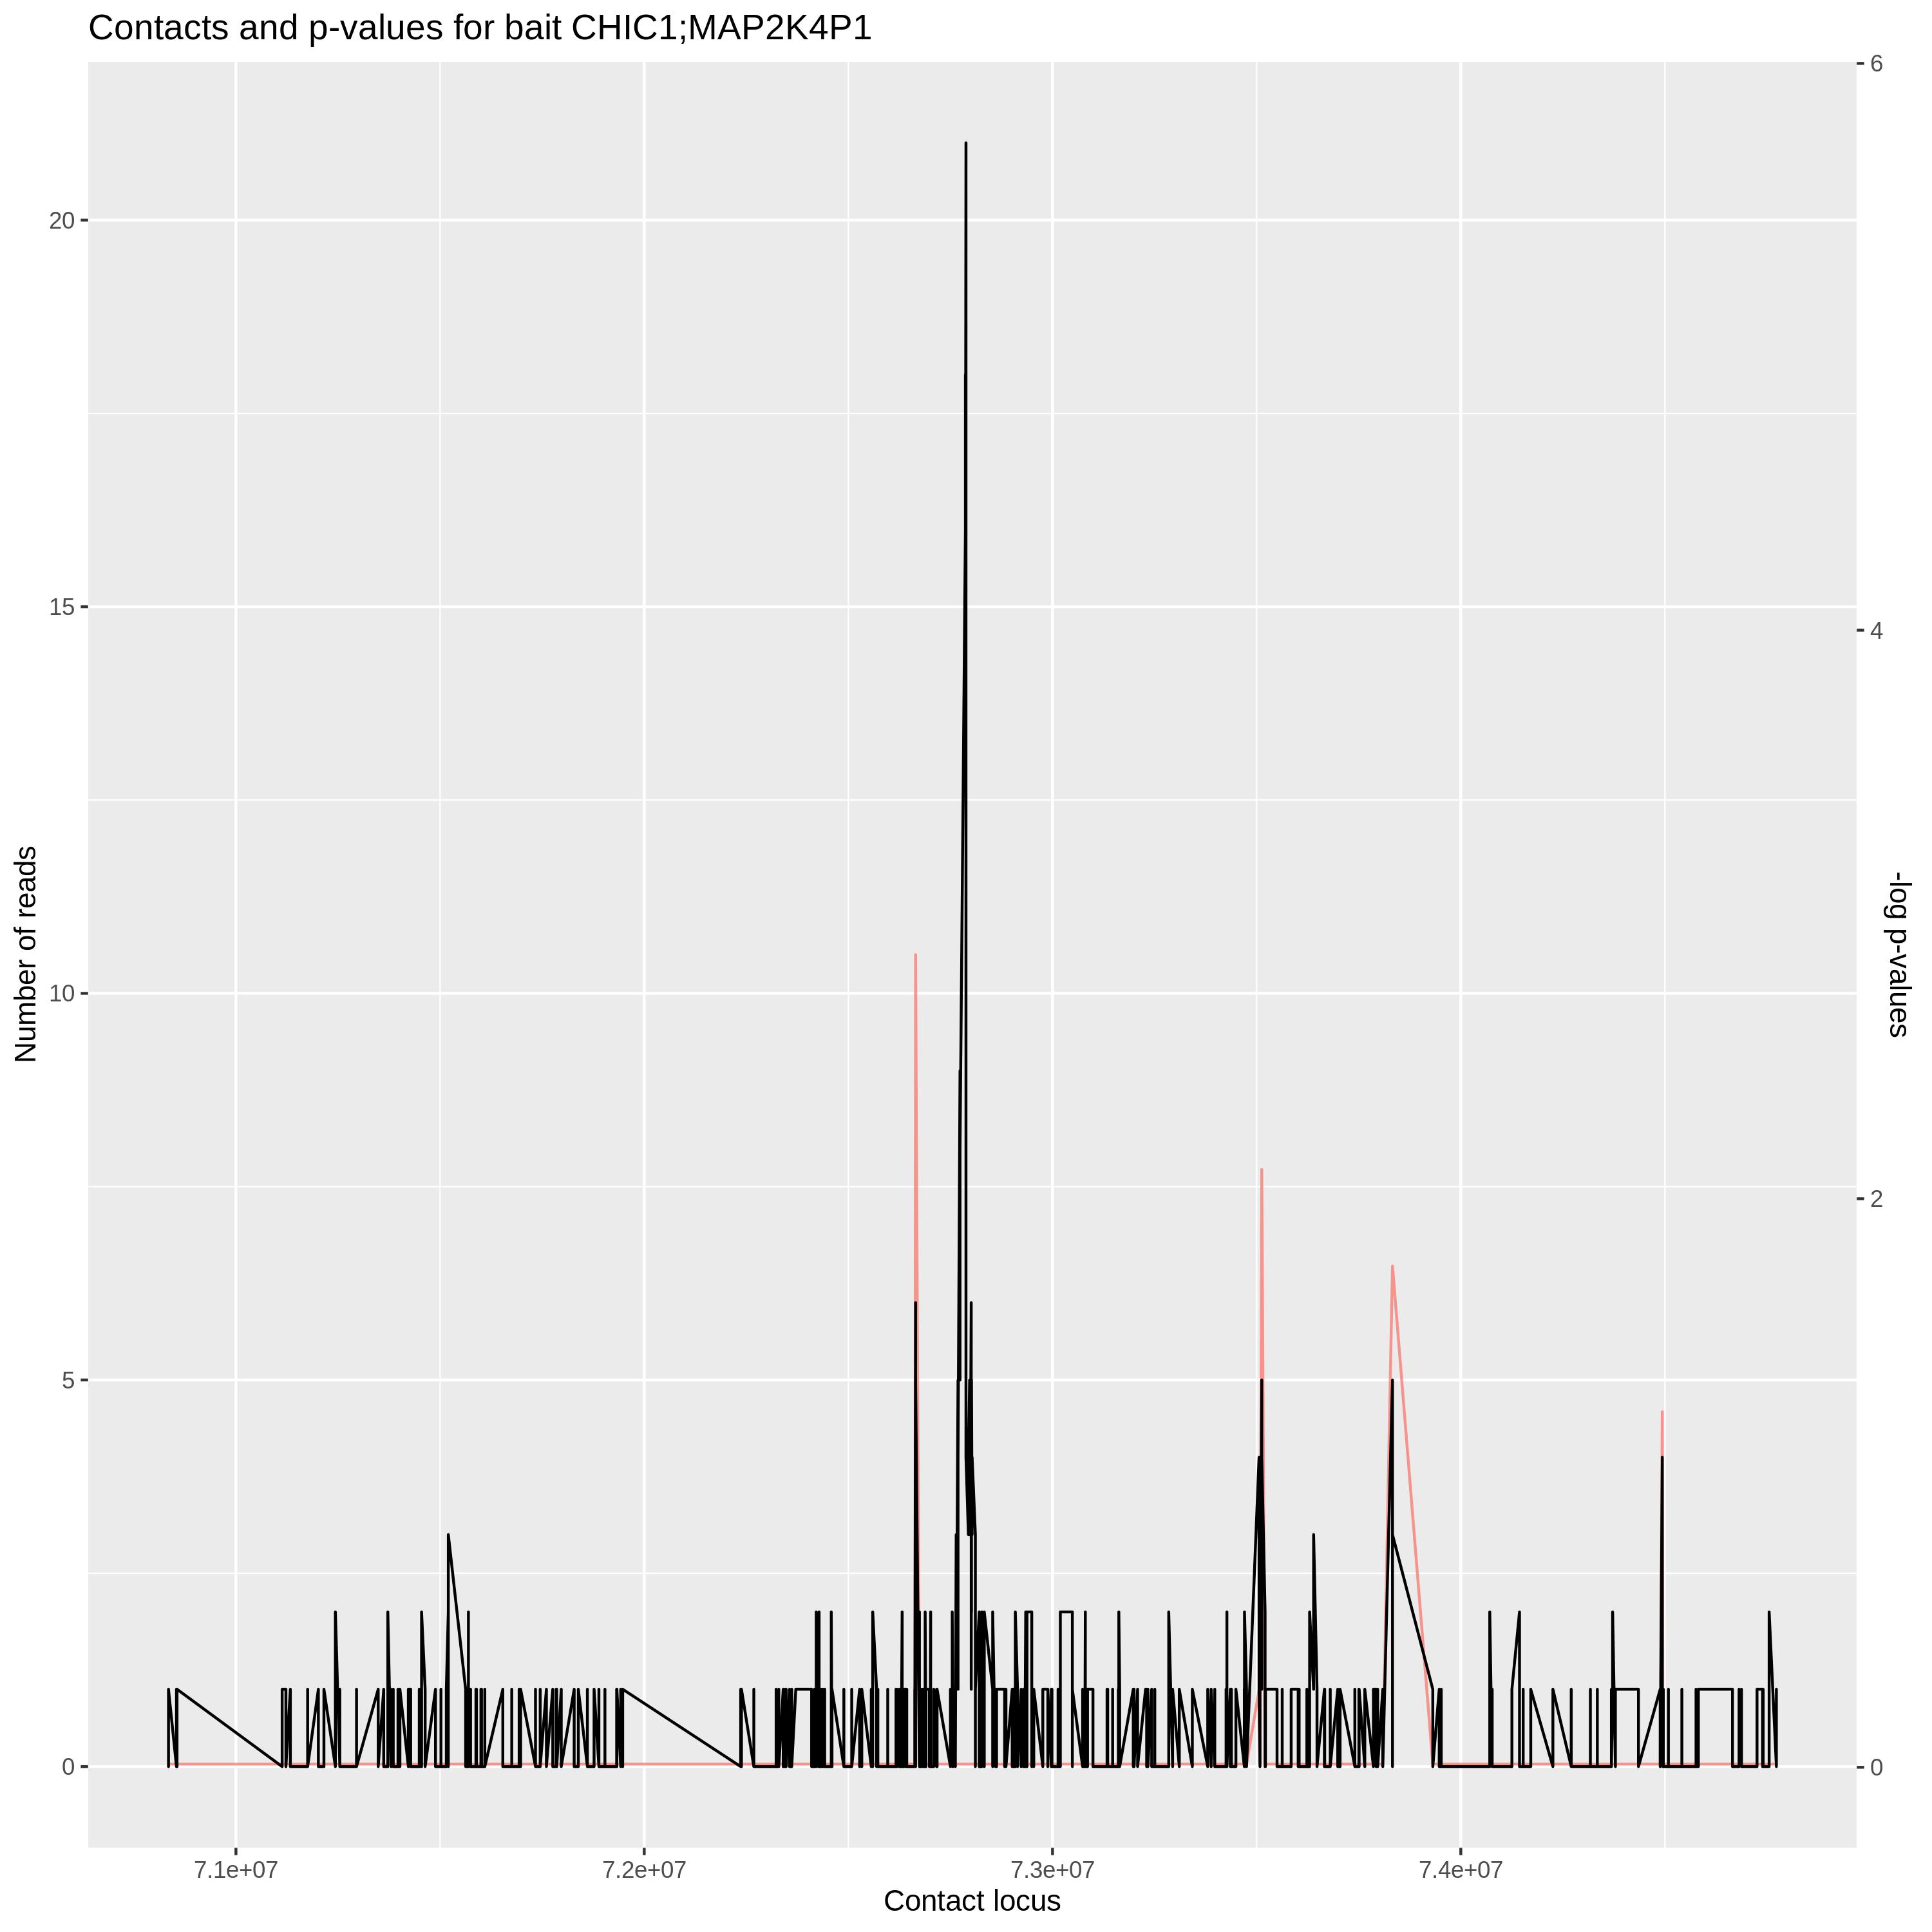 Contacts and p-values for bait CHIC1;MAP2K4P1
Number of reads
20
15
10
5
0
6
4
2
0
-log p-values
7.1e+07 7.2e+07 7.3e+07 7.4e+07
Contact locus